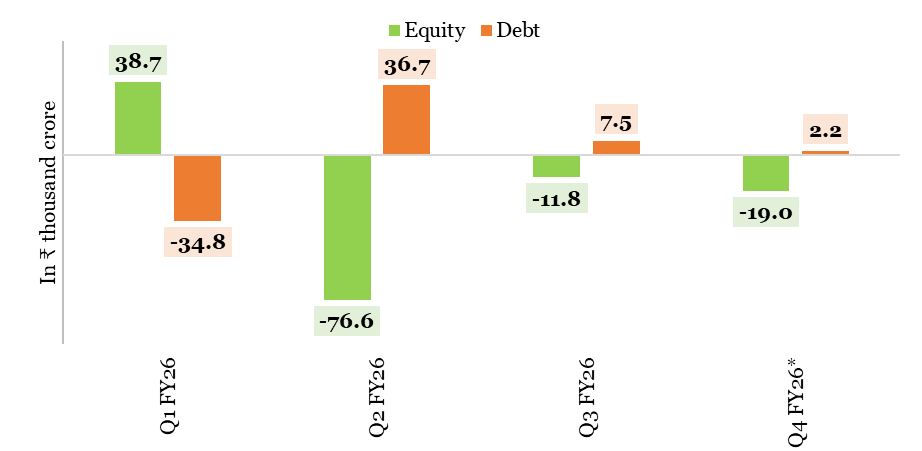 Equity Debt
38.7
36.7
7.5
2.2
-34.8
-76.6
-11.8
-19.0
In ₹ thousand crore
Q1 FY26
Q2 FY26
Q3 FY26
Q4 FY26*